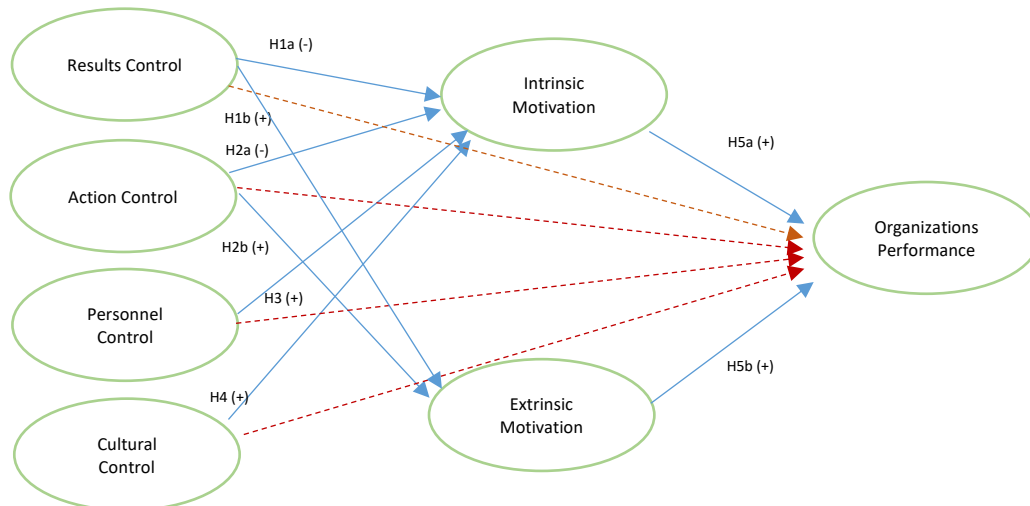 H1a (-)
Results Control
Intrinsic
Motivation
H1b (+)
H2a (-)
H5a (+)
Action Control
Organizations
Performance
H2b (+)
H3 (+)
Personnel
Control
H5b (+)
H4 (+)
Extrinsic
Motivation
Cultural
Control